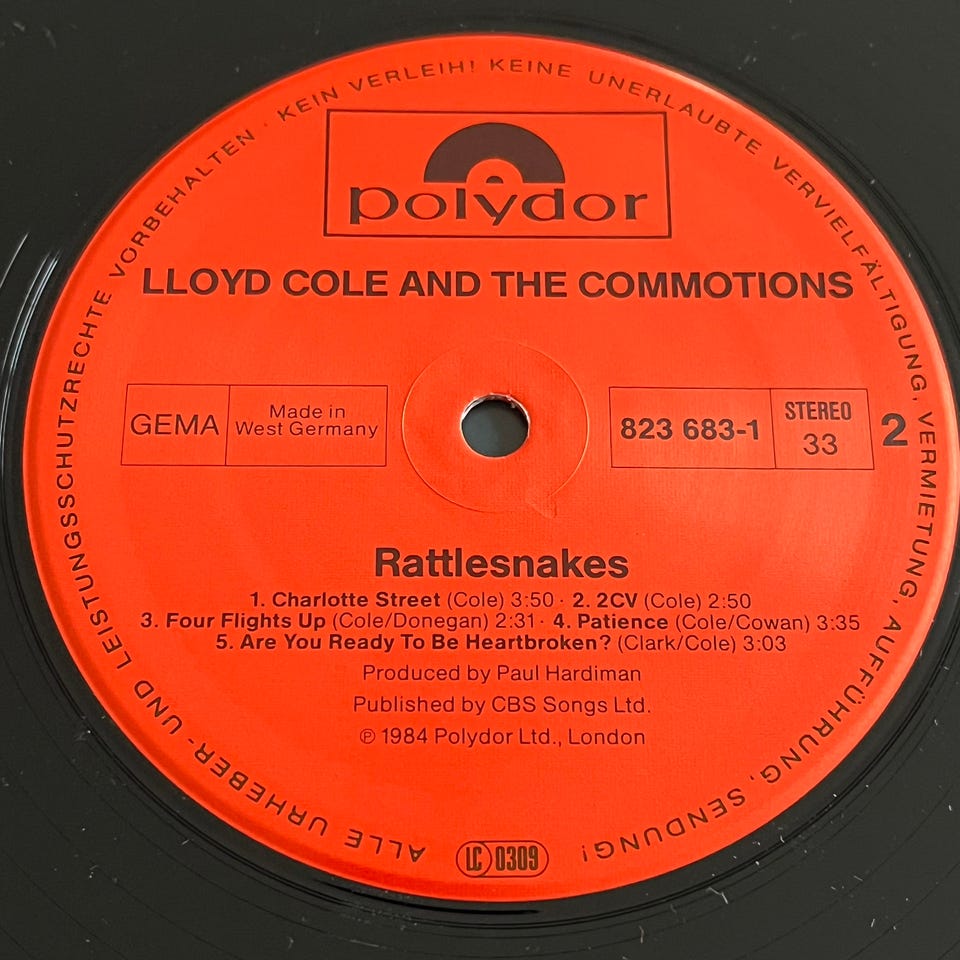 ALLE URHEBER- UND LEISTUNGSSCHUTZRECHTE VORBEHALTEN · KEIN VERLEIH! KEINE UNERLAUBTE VERVIELFÄLTIGUNG, VERMIETUNG, AUFFÜHRUNG, SENDUNG!
polydor
LLOYD COLE AND THE COMMOTIONS
GEMA
Made in
West Germany
823 683-1
STEREO
33
2
Rattlesnakes
1. Charlotte Street (Cole) 3:50 · 2. 2CV (Cole) 2:50
3. Four Flights Up (Cole/Donegan) 2:31 · 4. Patience (Cole/Cowan) 3:35
5. Are You Ready To Be Heartbroken? (Clark/Cole) 3:03
Produced by Paul Hardiman
Published by CBS Songs Ltd.
℗ 1984 Polydor Ltd., London
LC 0309